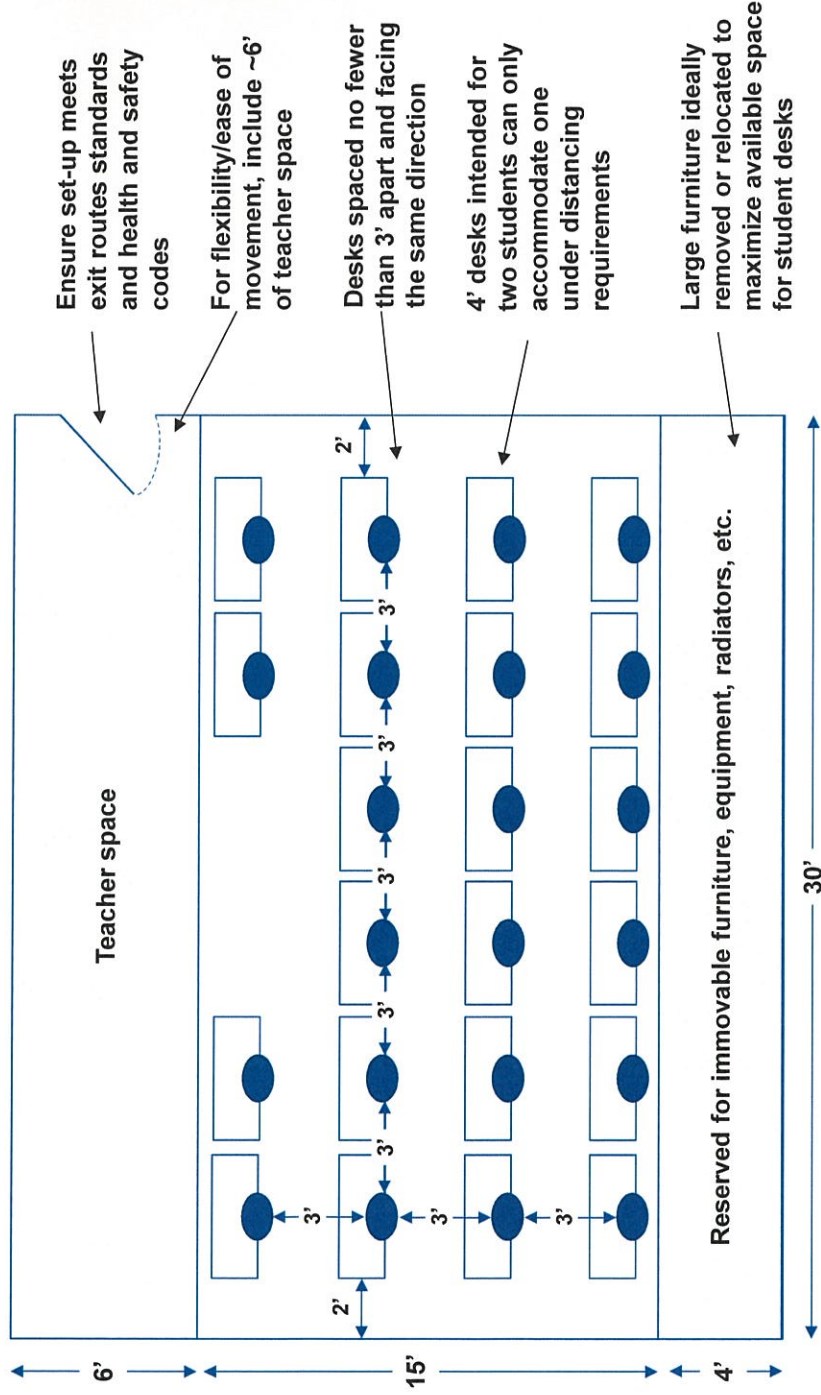 Ensure set-up meets
exit routes standards
and health and safety
codes
For flexibility/ease of
movement, include ~6’
of teacher space
Desks spaced no fewer
than 3’ apart and facing
the same direction
4’ desks intended for
two students can only
accommodate one
under distancing
requirements
Large furniture ideally
removed or relocated to
maximize available space
for student desks
Teacher space
2’
3’
3’
3’
3’
3’
3’
3’
3’
2’
Reserved for immovable furniture, equipment, radiators, etc.
6’
15’
4’
30’